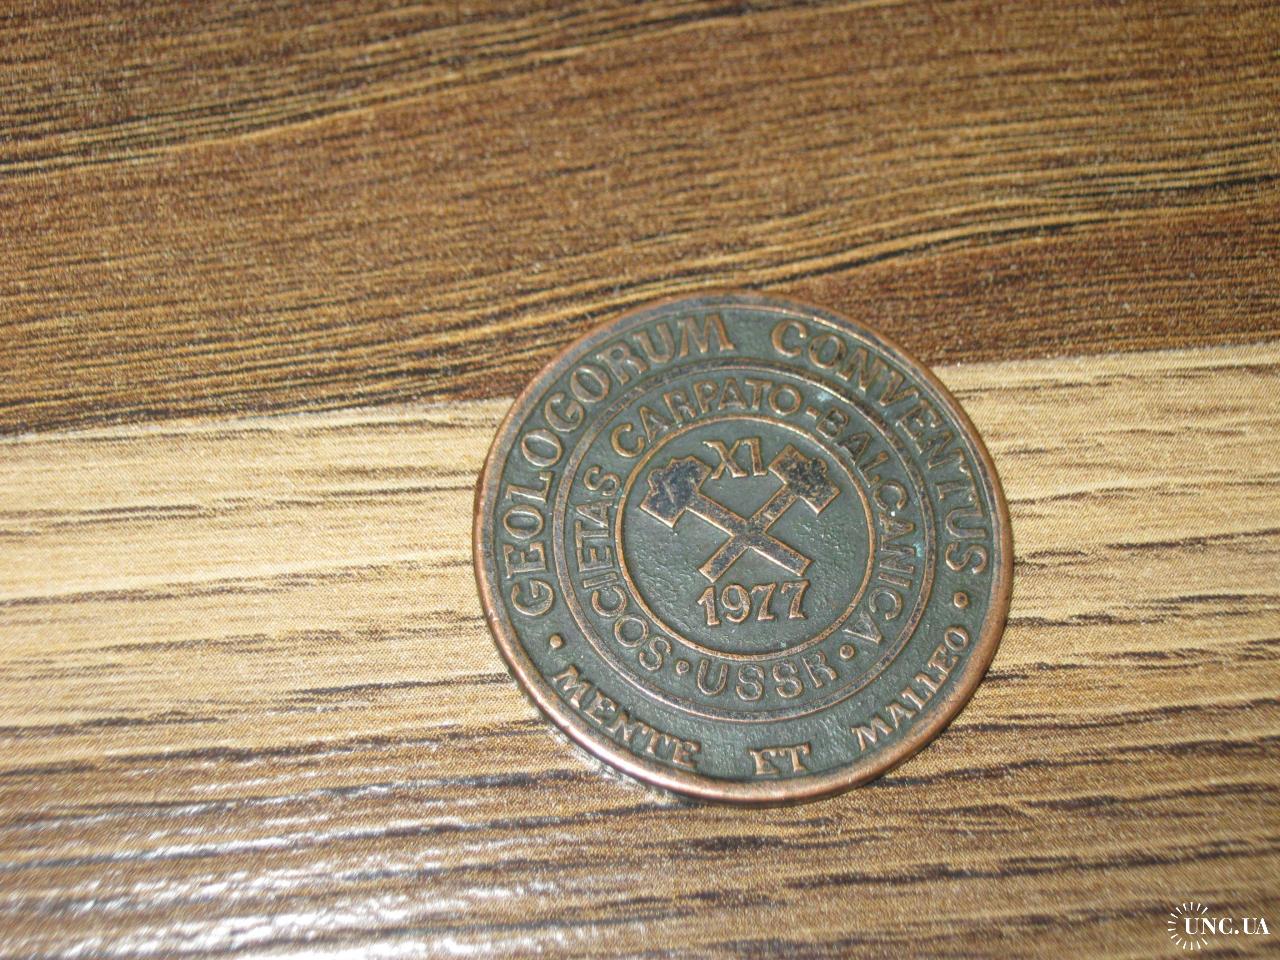 GEOLOGORUM CONVENTUS
SOCIETAS CARPATO-BALCANICA
XI
1977
• USSR •
• MENTE ET MALLEO •
UNC.UA